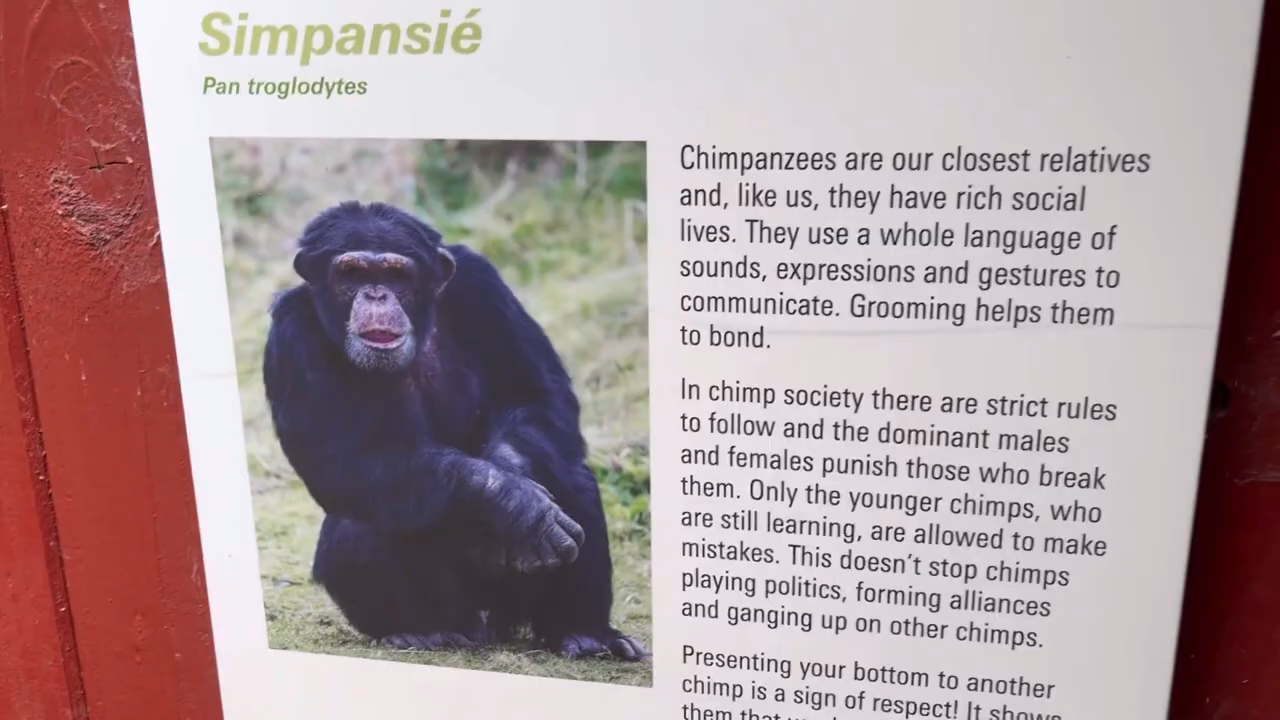 Simpansié
Pan troglodytes
Chimpanzees are our closest relatives
and, like us, they have rich social
lives. They use a whole language of
sounds, expressions and gestures to
communicate. Grooming helps them
to bond.
In chimp society there are strict rules
to follow and the dominant males
and females punish those who break
them. Only the younger chimps, who
are still learning, are allowed to make
mistakes. This doesn't stop chimps
playing politics, forming alliances
and ganging up on other chimps.
Presenting your bottom to another
chimp is a sign of respect! It shows
them that